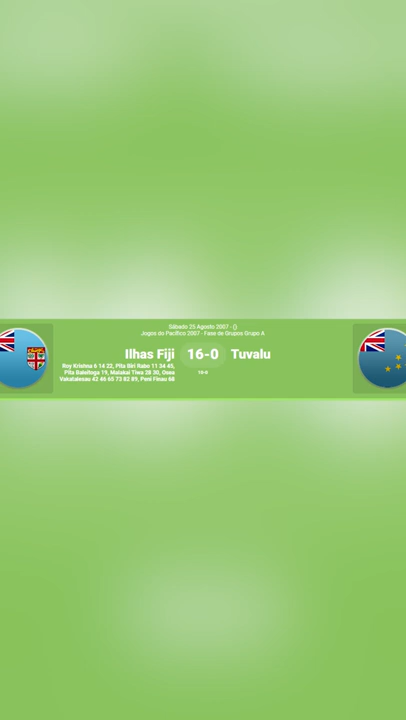 Sábado 25 Agosto 2007 - ()
Jogos do Pacífico 2007 - Fase de Grupos Grupo A
Ilhas Fiji 16-0 Tuvalu
Roy Krishna 6 14 22, Pita Biri Rabo 11 34 45,
Pita Baleitoga 19, Malakai Tiwa 28 30, Osea
Vakatalesau 42 46 65 73 82 89, Peni Finau 68
10-0